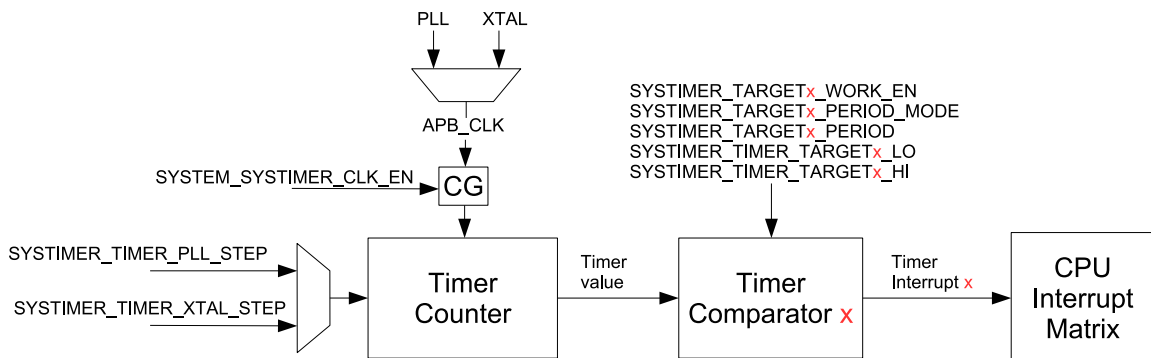 PLL XTAL
SYSTIMER_TARGETx_WORK_EN
SYSTIMER_TARGETx_PERIOD_MODE
SYSTIMER_TARGETx_PERIOD
SYSTIMER_TIMER_TARGETx_LO
SYSTIMER_TIMER_TARGETx_HI
APB_CLK
SYSTEM_SYSTIMER_CLK_EN
CG
SYSTIMER_TIMER_PLL_STEP
SYSTIMER_TIMER_XTAL_STEP
Timer
Counter
Timer
value
Timer
Comparator x
Timer
Interrupt x
CPU
Interrupt
Matrix